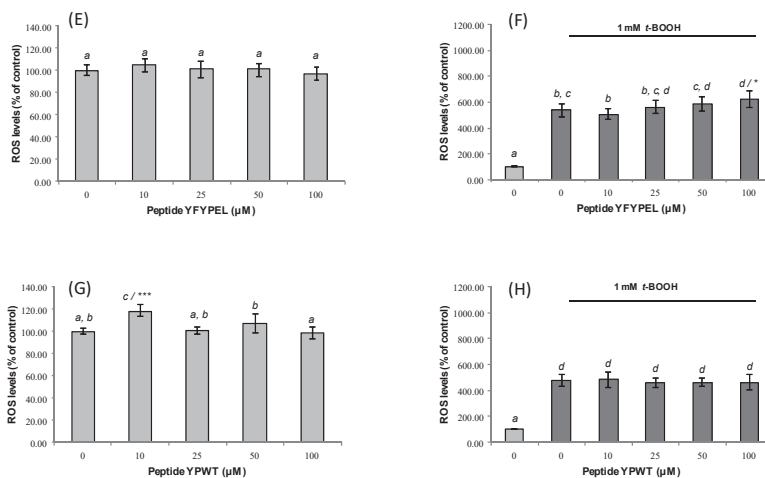 (E)
ROS levels (% of control)
140.00
120.00
100.00
80.00
60.00
40.00
20.00
0.00
a a a a a
0 10 25 50 100
Peptide YFYPEL (µM)
(F)
1 mM t-BOOH
ROS levels (% of control)
1200.00
1000.00
800.00
600.00
400.00
200.00
0.00
a b, c b b, c, d c, d d / *
0 0 10 25 50 100
Peptide YFYPEL (µM)
(G)
ROS levels (% of control)
140.00
120.00
100.00
80.00
60.00
40.00
20.00
0.00
a, b c / *** a, b b a
0 10 25 50 100
Peptide YPWT (µM)
(H)
1 mM t-BOOH
ROS levels (% of control)
1200.00
1000.00
800.00
600.00
400.00
200.00
0.00
a d d d d d
0 0 10 25 50 100
Peptide YPWT (µM)